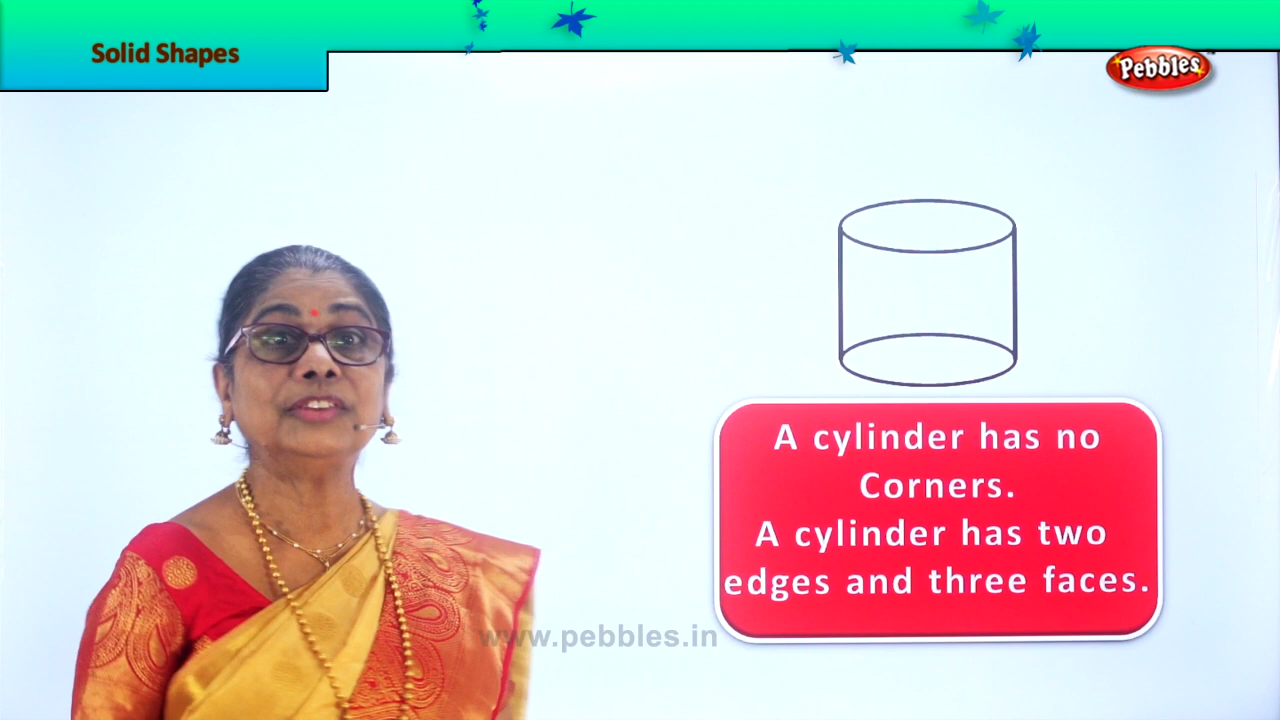 Solid Shapes
Pebbles
A cylinder has no
Corners.
A cylinder has two
edges and three faces.
www.pebbles.in